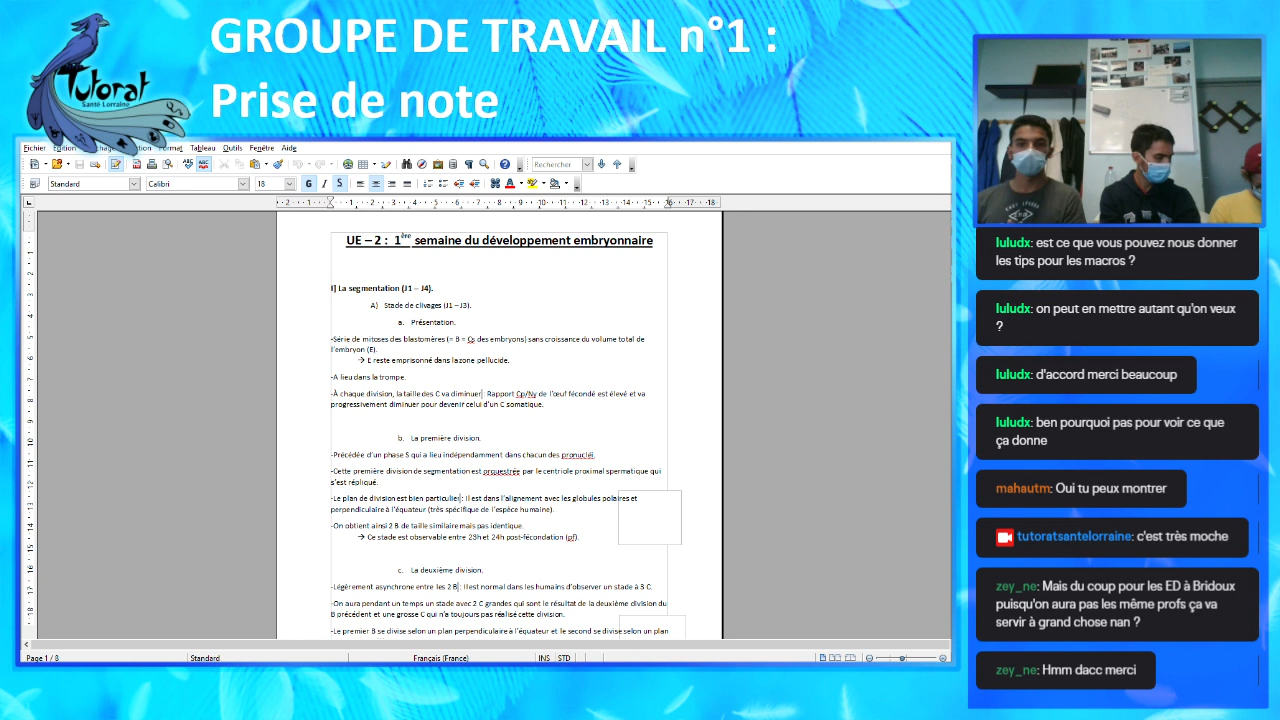 GROUPE DE TRAVAIL n°1 :
Prise de note
Tutorat
Santé Lorraine
Fichier
Format Tableau Outils Fenêtre Aide
Rechercher
Standard Calibri 18 G I S
UE – 2 : 1ère semaine du développement embryonnaire
I] La segmentation (J1 – J4).
A) Stade de clivages (J1 – J3).
a. Présentation.
-Série de mitoses des blastomères (= B = Cs des embryons) sans croissance du volume total de
l'embryon (E).
→ E reste emprisonné dans la zone pellucide.
-A lieu dans la trompe.
-À chaque division, la taille des C va diminuer : Rapport Cp/Ny de l'œuf fécondé est élevé et va
progressivement diminuer pour devenir celui d'un C somatique.
b. La première division.
-Précédée d'un phase S qui a lieu indépendamment dans chacun des pronucléi.
-Cette première division de segmentation est orquestrée par le centriole proximal spermatique qui
s'est répliqué.
-Le plan de division est bien particulier : il est dans l'alignement avec les globules polaires et
perpendiculaire à l'équateur (très spécifique de l'espèce humaine).
-On obtient ainsi 2 B de taille similaire mais pas identique.
→ Ce stade est observable entre 23h et 24h post-fécondation (pf).
c. La deuxième division.
-Légèrement asynchrone entre les 2 B : Il est normal dans les humains d'observer un stade à 3 C.
-On aura pendant un temps un stade avec 2 C grandes qui sont le résultat de la deuxième division du
B précédent et une grosse C qui n'a toujours pas réalisé cette division.
-Le premier B se divise selon un plan perpendiculaire à l'équateur et le second se divise selon un plan
Page 1 / 8 Standard Français (France) INS STD
luludx: est ce que vous pouvez nous donner
les tips pour les macros ?
luludx: on peut en mettre autant qu'on veux
?
luludx: d'accord merci beaucoup
luludx: ben pourquoi pas pour voir ce que
ça donne
mahautm: Oui tu peux montrer
tutoratsantelorraine: c'est très moche
zey_ne: Mais du coup pour les ED à Bridoux
puisqu'on aura pas les même profs ça va
servir à grand chose nan ?
zey_ne: Hmm dacc merci